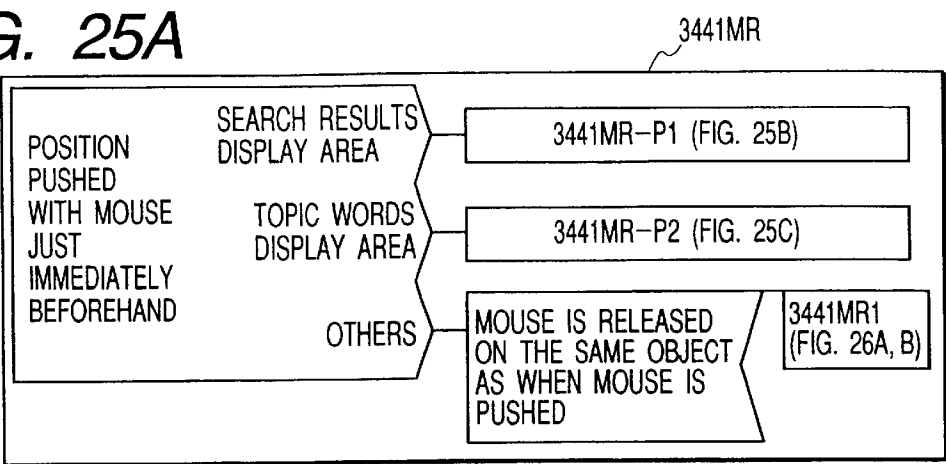 G. 25A
3441MR
POSITION
PUSHED
WITH MOUSE
JUST
IMMEDIATELY
BEFOREHAND
SEARCH RESULTS
DISPLAY AREA
3441MR-P1 (FIG. 25B)
TOPIC WORDS
DISPLAY AREA
3441MR-P2 (FIG. 25C)
OTHERS
MOUSE IS RELEASED
ON THE SAME OBJECT
AS WHEN MOUSE IS
PUSHED
3441MR1
(FIG. 26A, B)